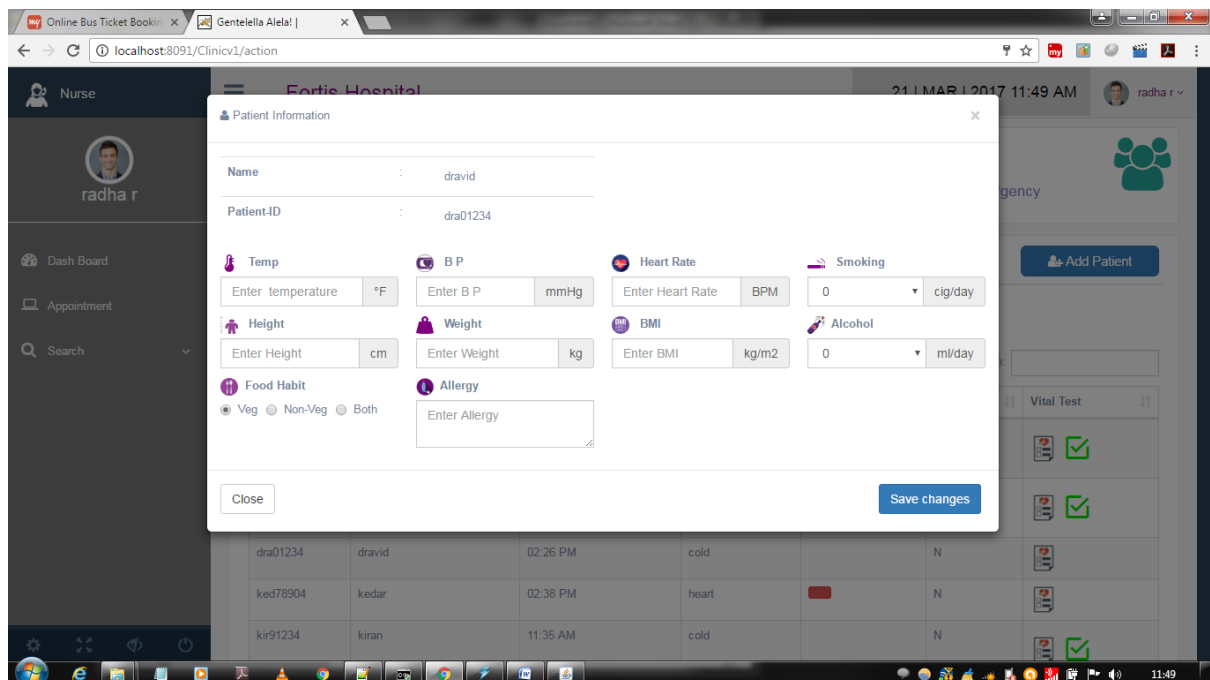 Online Bus Ticket Bookin
Gentelella Alela! |
localhost:8091/Clinicv1/action
my
Nurse
Fortis Hospital
21 | MAR | 2017 11:49 AM
radha r
Patient Information
×
radha r
Name : dravid
rgency
Patient-ID : dra01234
Dash Board
Temp
B P
Heart Rate
Smoking
Add Patient
Enter temperature °F
Enter B P mmHg
Enter Heart Rate BPM
0 cig/day
Appointment
Height
Weight
BMI
Alcohol
Search
Enter Height cm
Enter Weight kg
Enter BMI kg/m2
0 ml/day
Food Habit
Allergy
Veg Non-Veg Both
Enter Allergy
Vital Test
Close
Save changes
dra01234 dravid 02:26 PM cold N
ked78904 kedar 02:38 PM heart N
kir91234 kiran 11:35 AM cold N
11:49